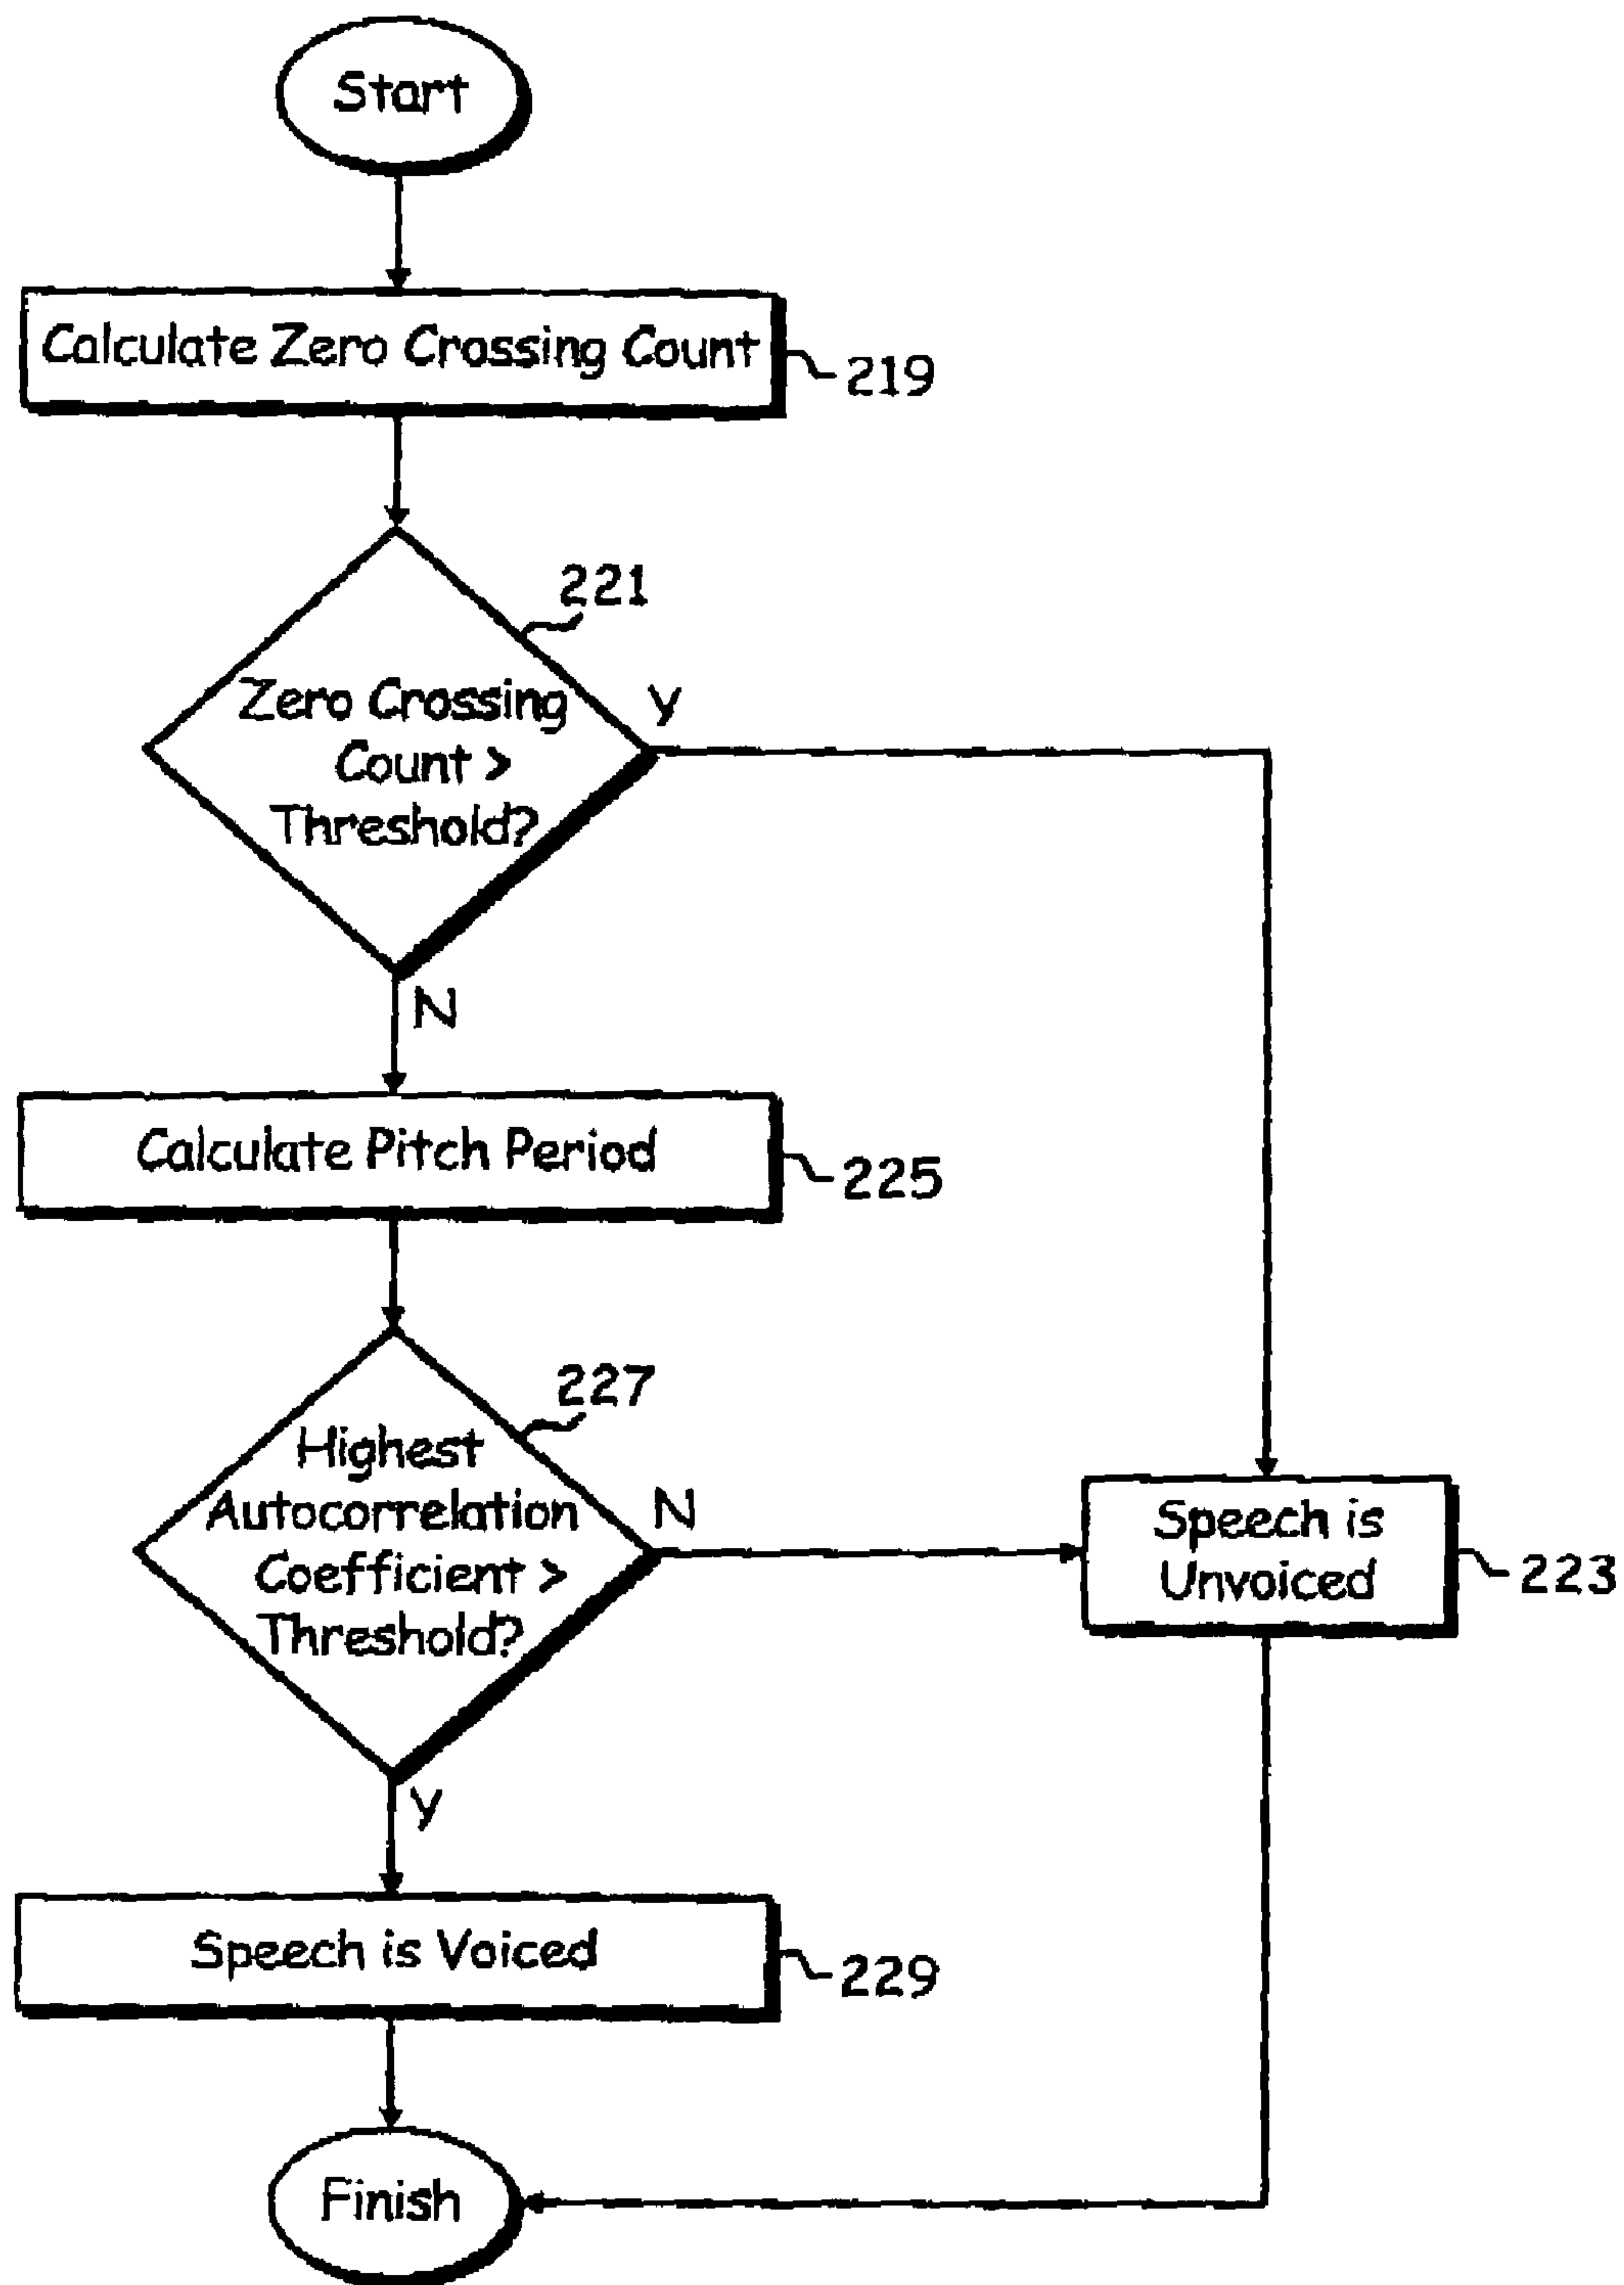 Start
Calculate Zero Crossing Count
219
221
Zero Crossing
Count >
Threshold?
Y
N
Calculate Pitch Period
225
227
Highest
Autocorrelation
Coefficient >
Threshold?
N
Speech is
Unvoiced
223
Y
Speech is Voiced
229
Finish